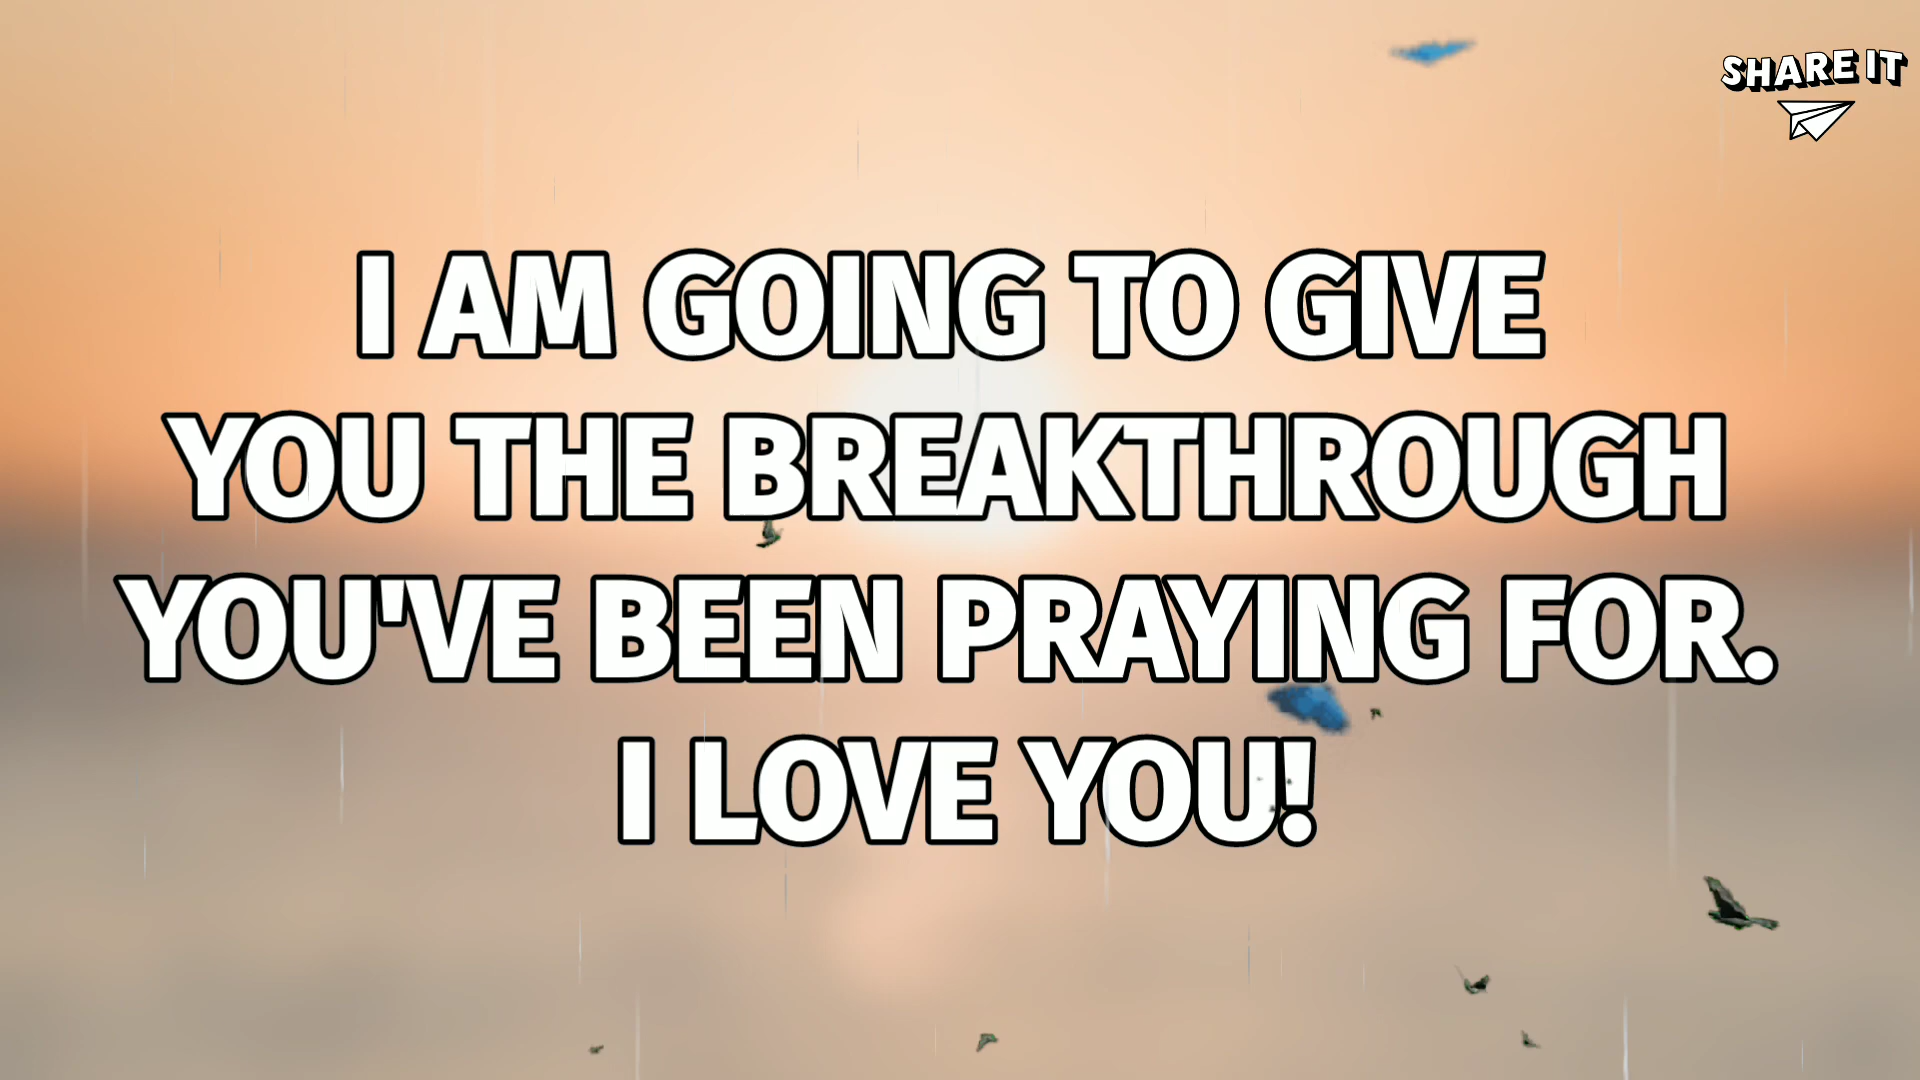 SHARE IT
I AM GOING TO GIVE
YOU THE BREAKTHROUGH
YOU'VE BEEN PRAYING FOR.
I LOVE YOU!